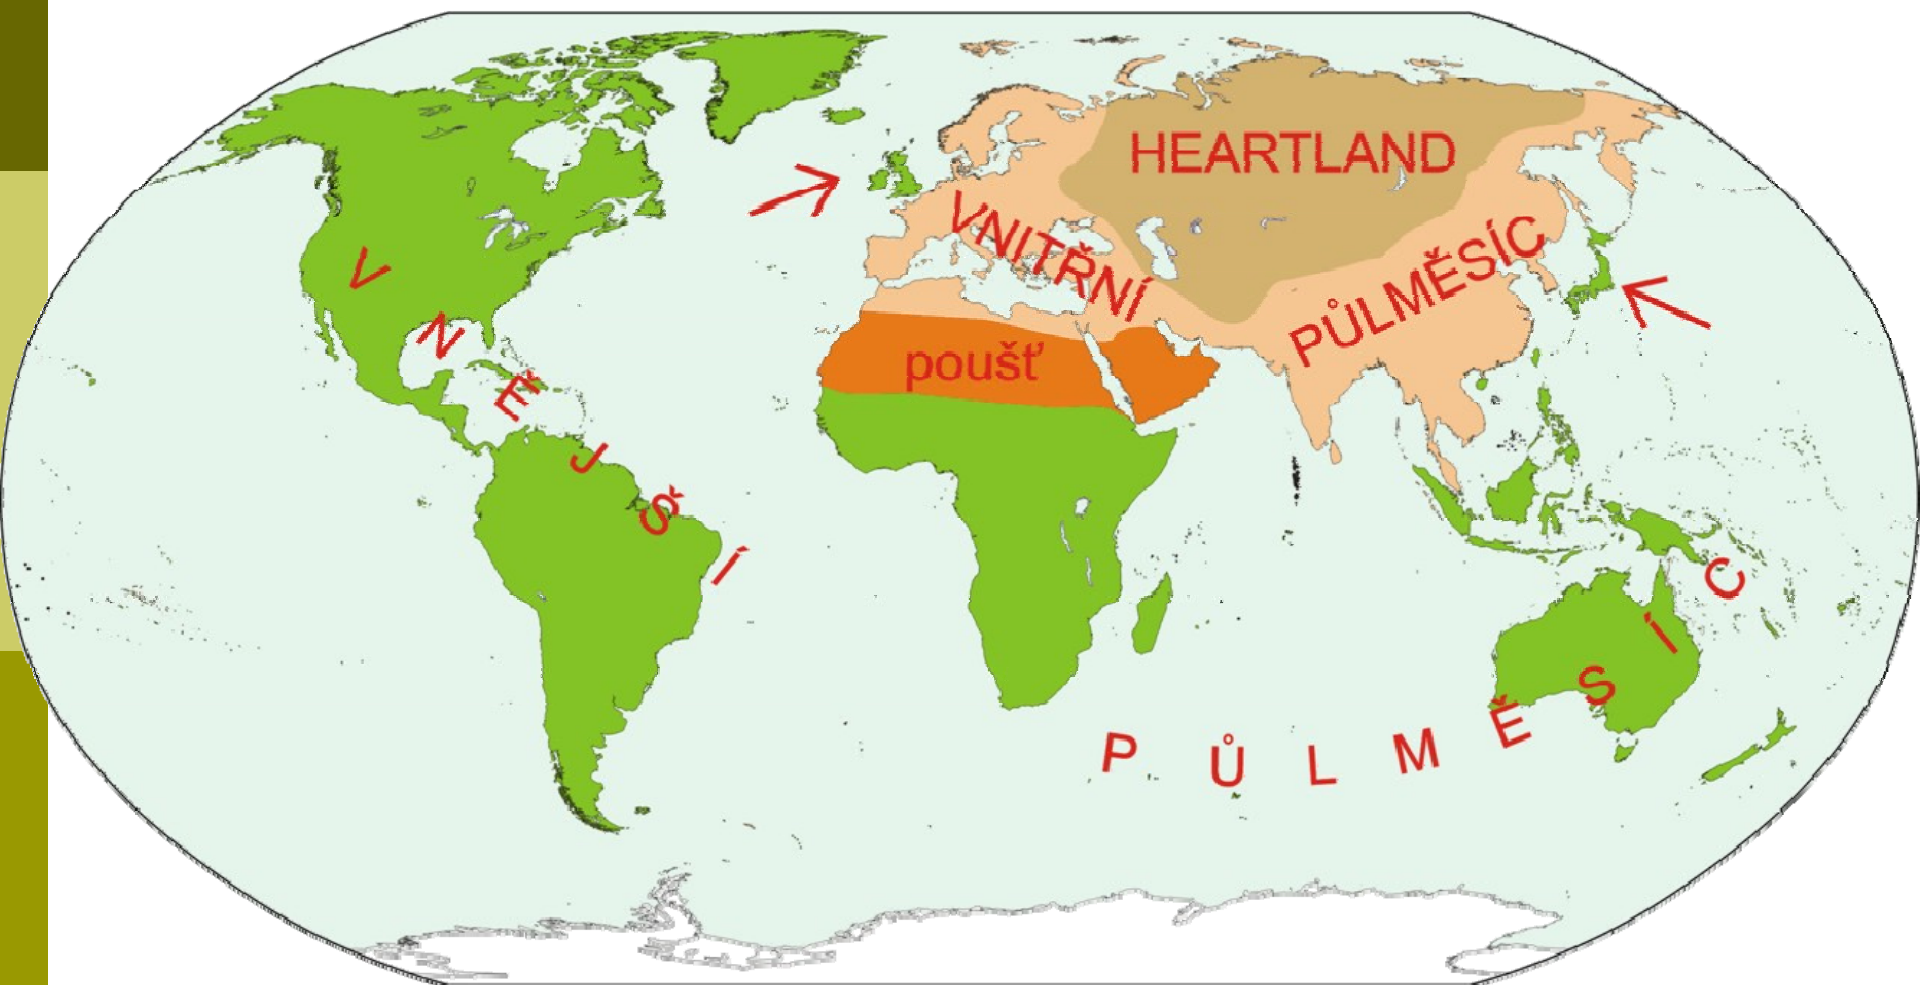 HEARTLAND
VNITŘNÍ
PŮLMĚSÍC
poušť
VNĚJŠÍ
PŮLMĚSÍC